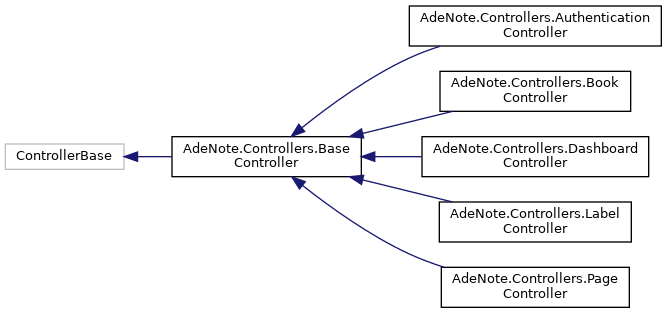 AdeNote.Controllers.Authentication
Controller
AdeNote.Controllers.Book
Controller
ControllerBase
AdeNote.Controllers.Base
Controller
AdeNote.Controllers.Dashboard
Controller
AdeNote.Controllers.Label
Controller
AdeNote.Controllers.Page
Controller